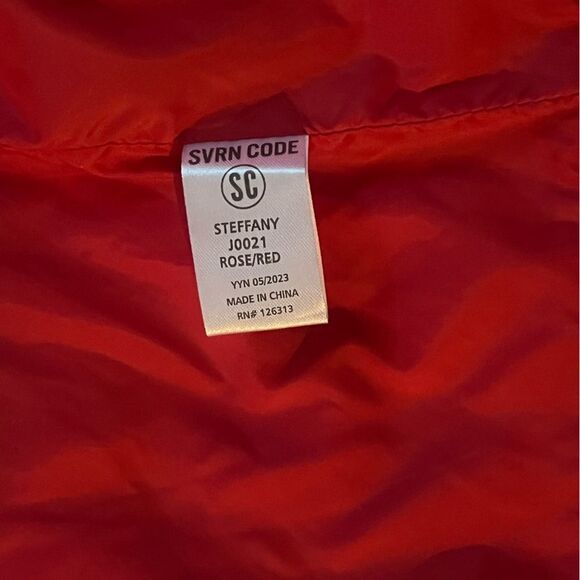 SVRN CODE
SC
STEFFANY
J0021
ROSE/RED
YYN 05/2023
MADE IN CHINA
RN# 126313